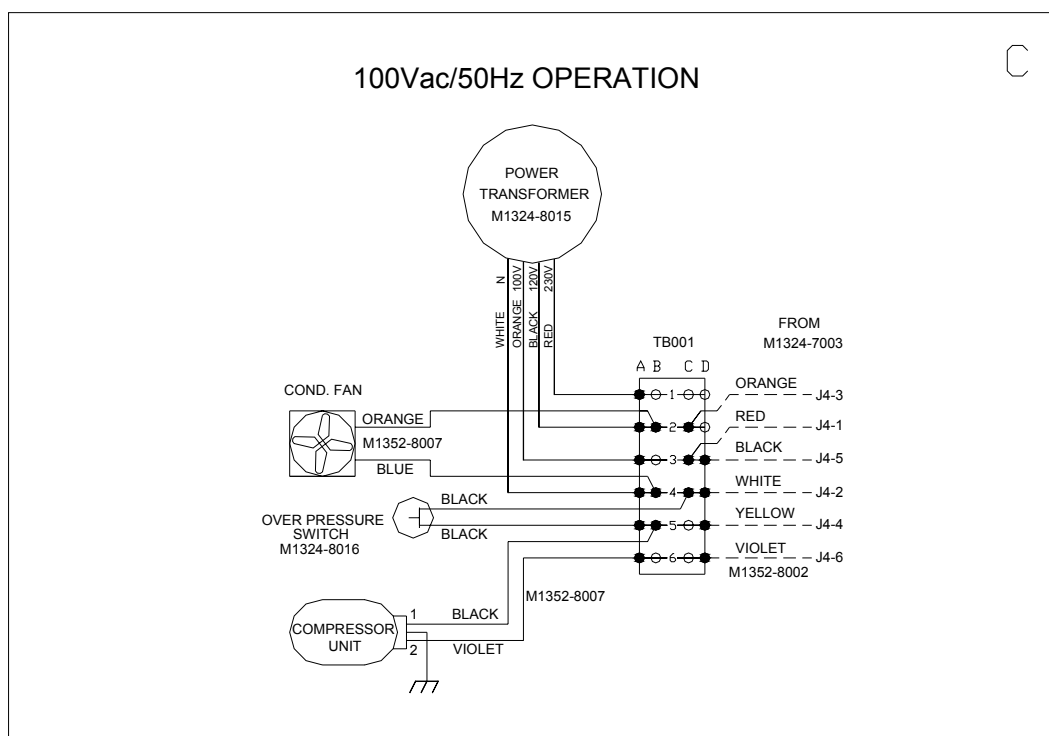 C
100Vac/50Hz OPERATION
POWER
TRANSFORMER
M1324-8015
N
100V
120V
230V
WHITE
ORANGE
BLACK
RED
FROM
M1324-7003
TB001
A B C D
COND. FAN
ORANGE
M1352-8007
BLUE
1
ORANGE
J4-3
2
RED
J4-1
3
BLACK
J4-5
4
WHITE
J4-2
5
YELLOW
J4-4
6
VIOLET
J4-6
M1352-8002
BLACK
OVER PRESSURE
SWITCH
M1324-8016
BLACK
M1352-8007
COMPRESSOR
UNIT
1
BLACK
2
VIOLET